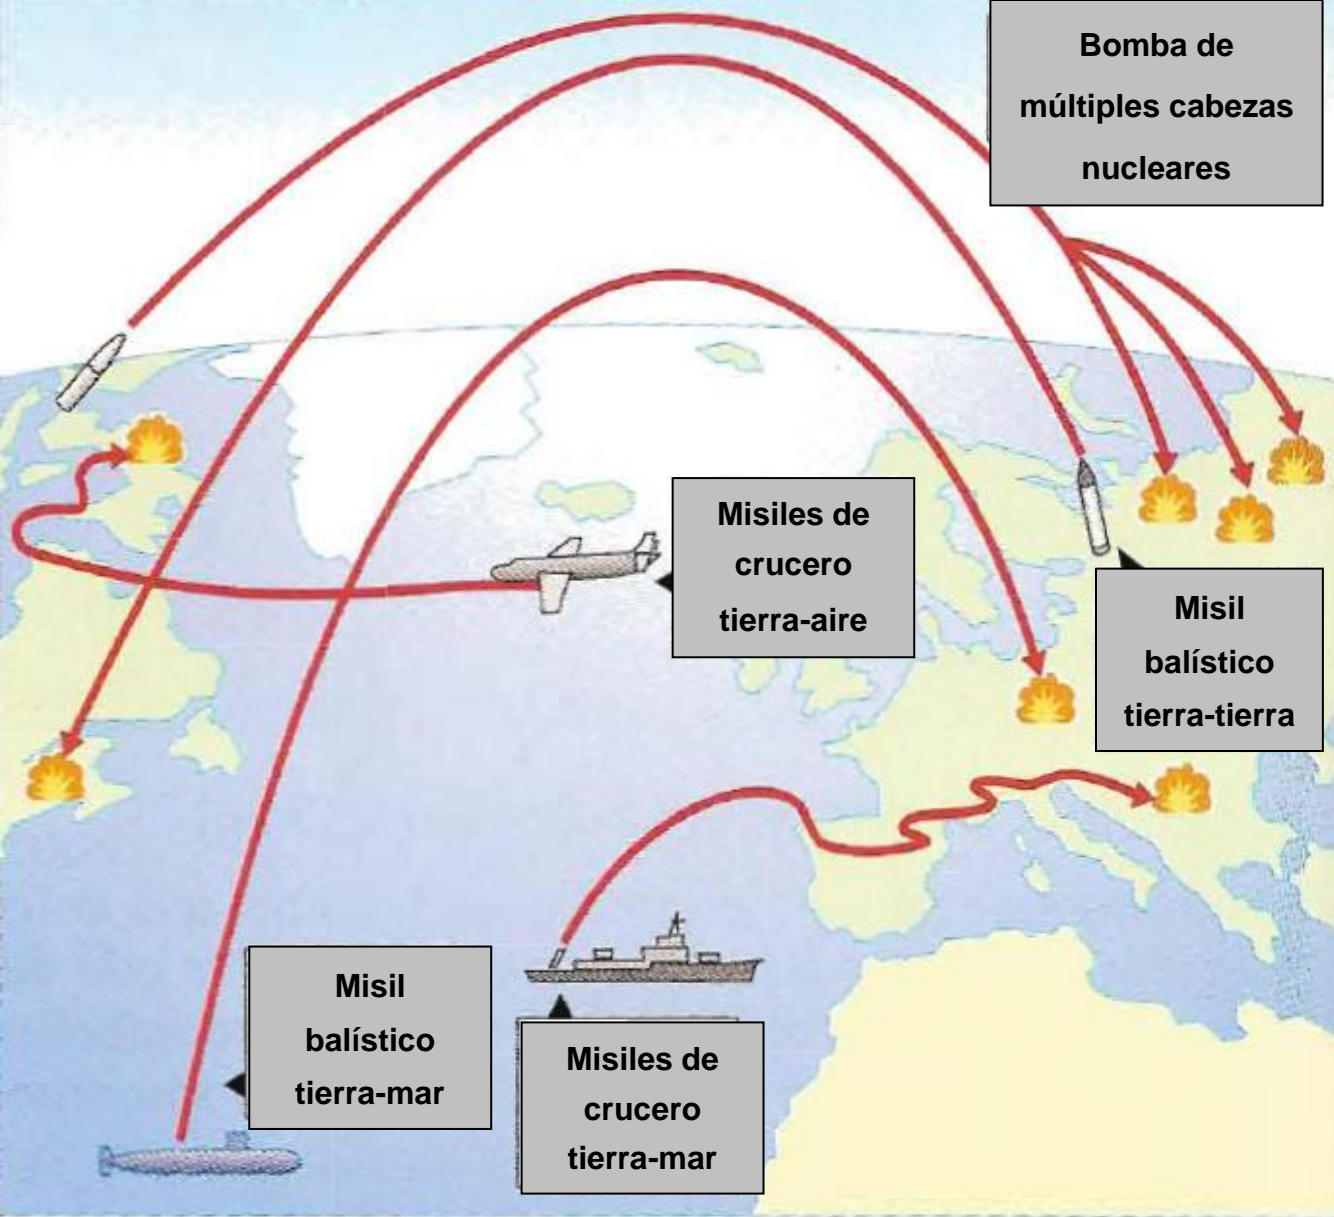 Bomba de
múltiples cabezas
nucleares
Misiles de
crucero
tierra-aire
Misil
balístico
tierra-tierra
Misil
balístico
tierra-mar
Misiles de
crucero
tierra-mar